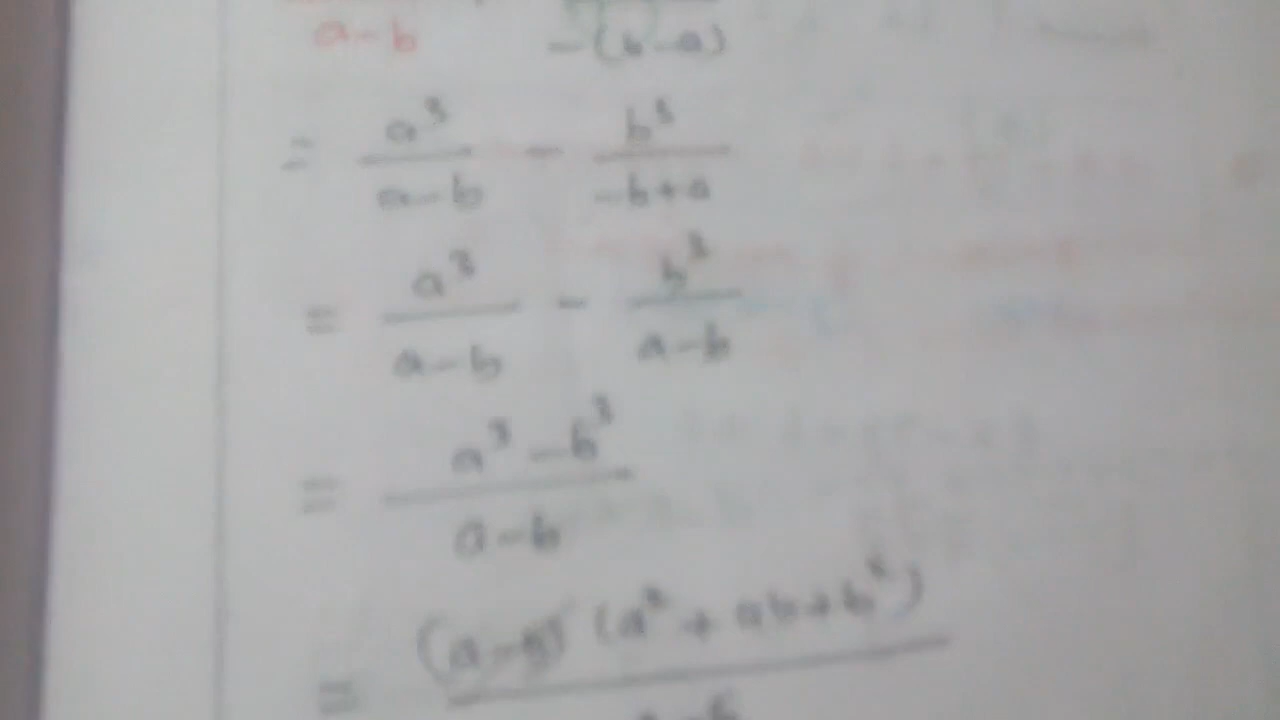 a-b -(b-a)
= a³/a-b - b³/-b+a
= a³/a-b - b³/a-b
= a³-b³/a-b
= (a-b) (a²+ab+b²)/a-b